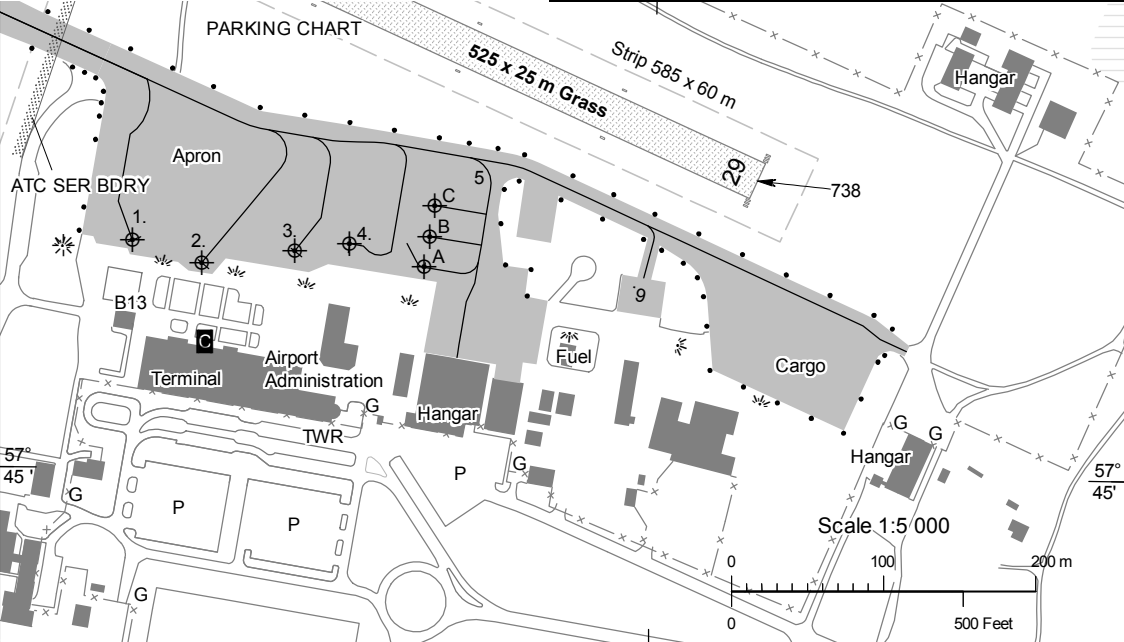 PARKING CHART
525 x 25 m Grass
Strip 585 x 60 m
Hangar
Apron
ATC SER BDRY
29
738
5
C
B
A
1.
2.
3.
4.
6.
B13
C
Terminal
Airport
Administration
Fuel
Cargo
Hangar
G
TWR
57°
45 '
G
P
P
P
G
G
G
Hangar
57°
45'
Scale 1:5 000
0 100 200 m
0 500 Feet
G